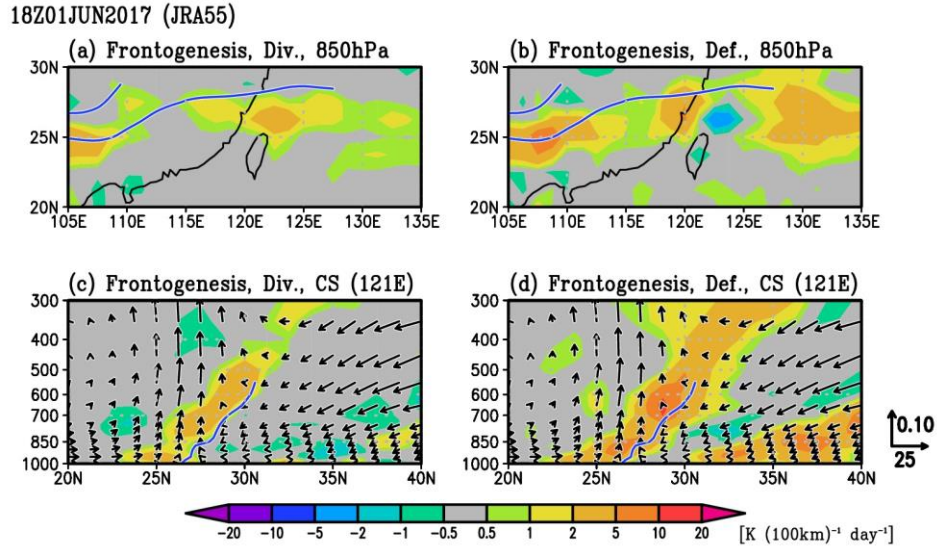 18Z01JUN2017 (JRA55)
(a) Frontogenesis, Div., 850hPa
(b) Frontogenesis, Def., 850hPa
30N
25N
20N
105E 110E 115E 120E 125E 130E 135E
30N
25N
20N
105E 110E 115E 120E 125E 130E 135E
(c) Frontogenesis, Div., CS (121E)
(d) Frontogenesis, Def., CS (121E)
300
400
500
600
700
850
1000
20N 25N 30N 35N 40N
300
400
500
600
700
850
1000
20N 25N 30N 35N 40N
0.10
25
-20 -10 -5 -2 -1 -0.5 0.5 1 2 5 10 20
[K (100km)⁻¹ day⁻¹]